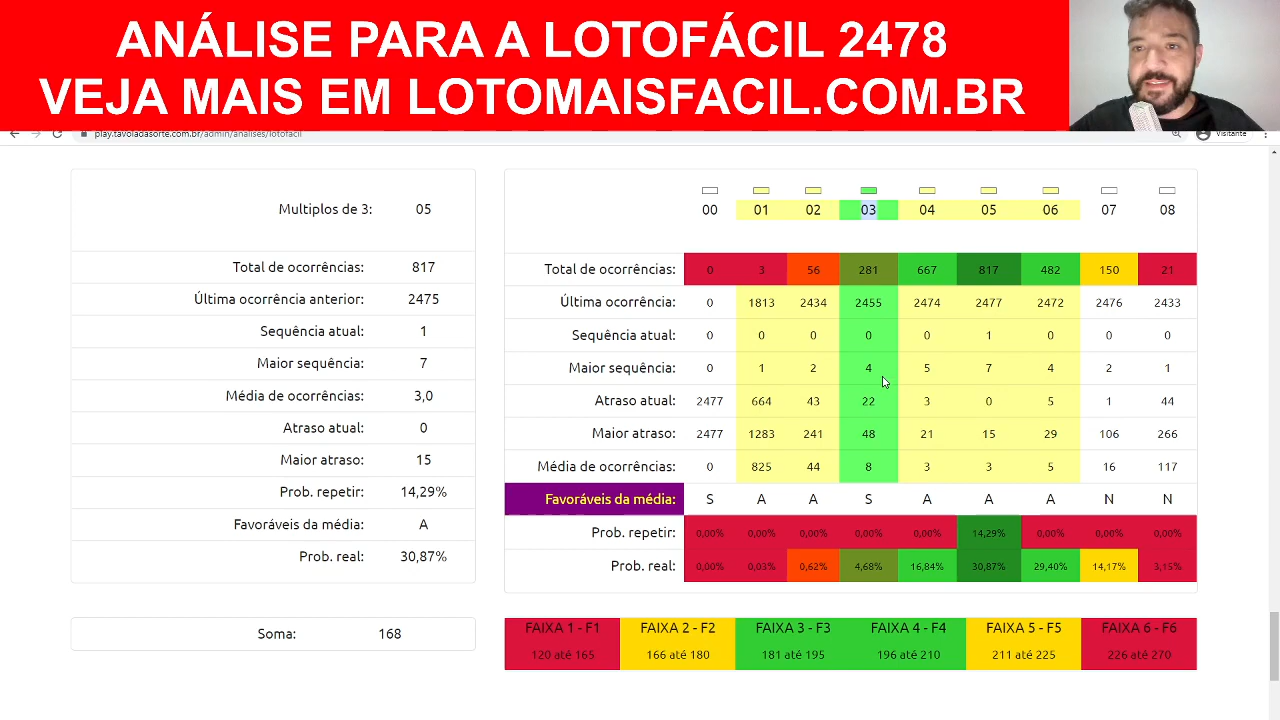 ANÁLISE PARA A LOTOFÁCIL 2478
VEJA MAIS EM LOTOMAISFACIL.COM.BR
play.tavoladasorte.com.br/admin/analises/lotofacil
Visitante
Multiplos de 3: 05
Total de ocorrências: 817
Última ocorrência anterior: 2475
Sequência atual: 1
Maior sequência: 7
Média de ocorrências: 3,0
Atraso atual: 0
Maior atraso: 15
Prob. repetir: 14,29%
Favoráveis da média: A
Prob. real: 30,87%
Soma: 168
00 01 02 03 04 05 06 07 08
Total de ocorrências: 0 3 56 281 667 817 482 150 21
Última ocorrência: 0 1813 2434 2455 2474 2477 2472 2476 2433
Sequência atual: 0 0 0 0 0 1 0 0 0
Maior sequência: 0 1 2 4 5 7 4 2 1
Atraso atual: 2477 664 43 22 3 0 5 1 44
Maior atraso: 2477 1283 241 48 21 15 29 106 266
Média de ocorrências: 0 825 44 8 3 3 5 16 117
Favoráveis da média: S A A S A A A N N
Prob. repetir: 0,00% 0,00% 0,00% 0,00% 0,00% 14,29% 0,00% 0,00% 0,00%
Prob. real: 0,00% 0,03% 0,62% 4,68% 16,84% 30,87% 29,40% 14,17% 3,15%
FAIXA 1 - F1 FAIXA 2 - F2 FAIXA 3 - F3 FAIXA 4 - F4 FAIXA 5 - F5 FAIXA 6 - F6
120 até 165 166 até 180 181 até 195 196 até 210 211 até 225 226 até 270